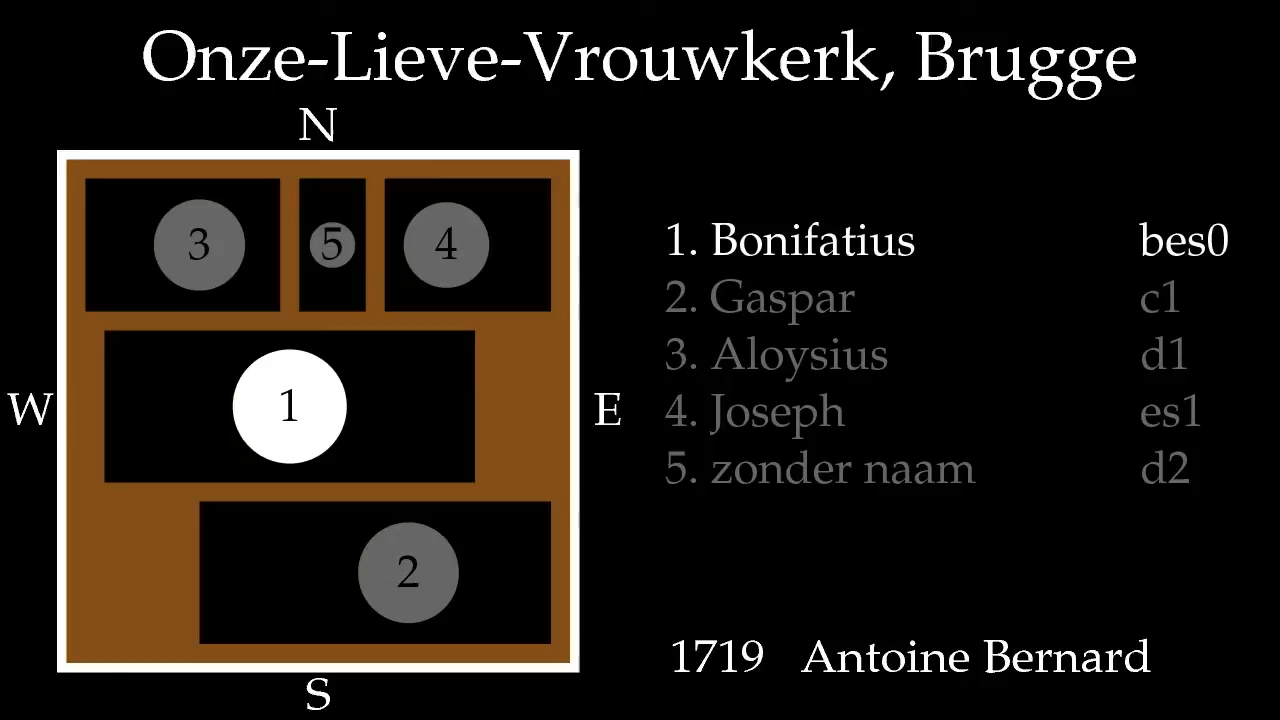 Onze-Lieve-Vrouwkerk, Brugge
N
3 5 4
1
2
W
E
S
1. Bonifatius bes0
2. Gaspar c1
3. Aloysius d1
4. Joseph es1
5. zonder naam d2
1719 Antoine Bernard